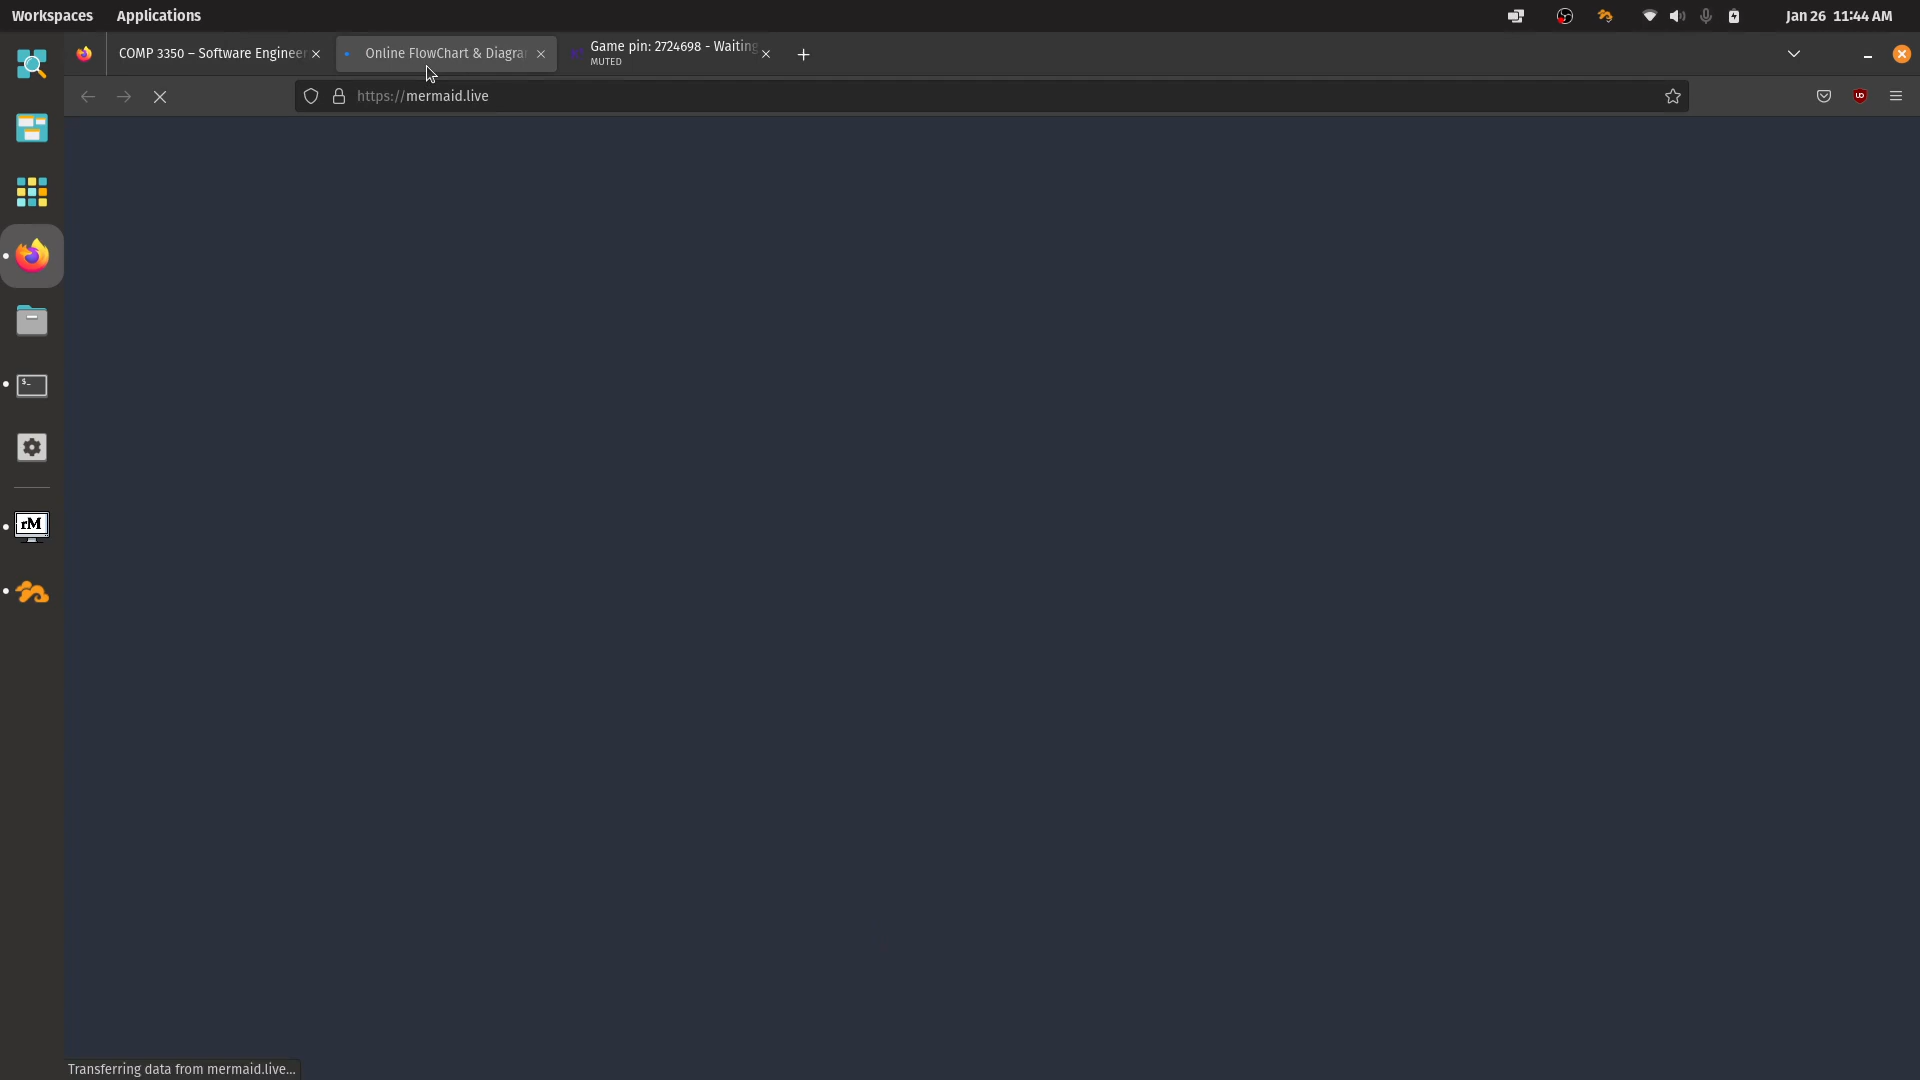 Workspaces Applications Jan 26 11:44 AM
COMP 3350 – Software Engineer Online FlowChart & Diagra Game pin: 2724698 - Waiting
MUTED
https://mermaid.live
$_
rM
Transferring data from mermaid.live...